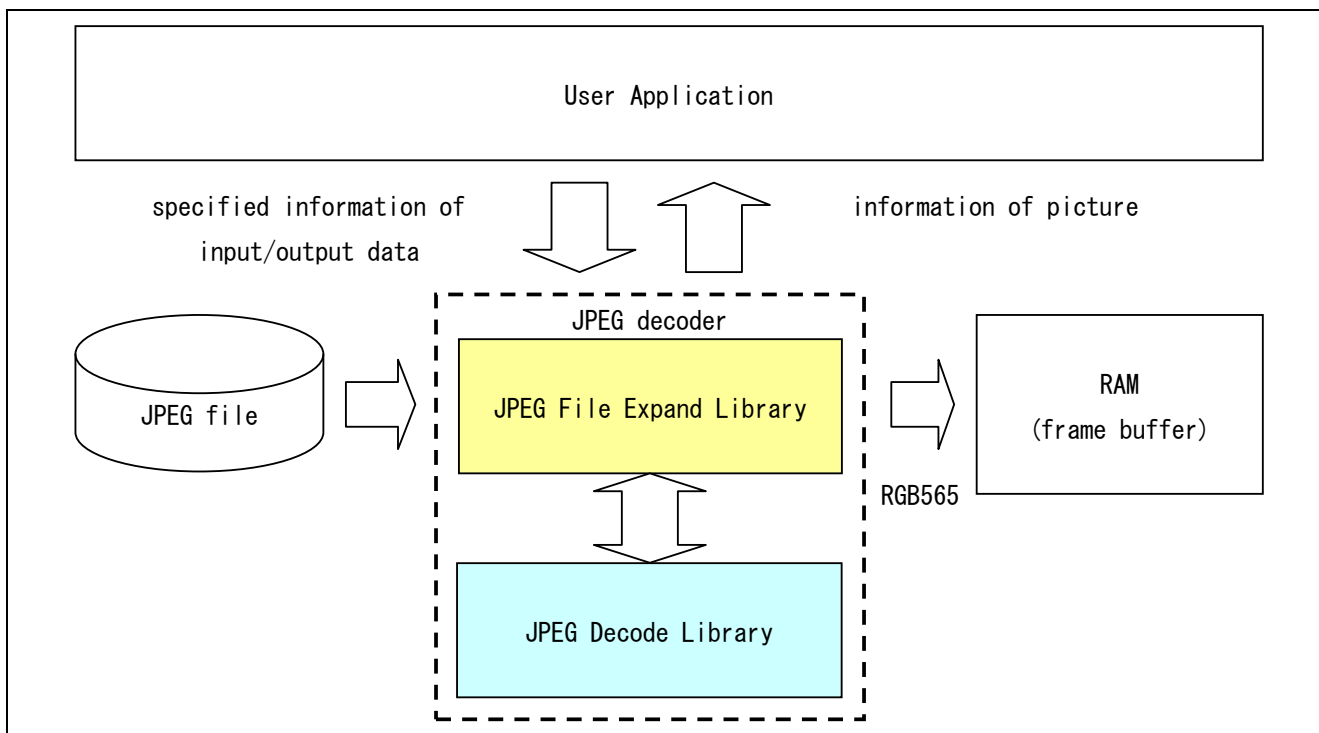 User Application
specified information of
input/output data
information of picture
JPEG decoder
JPEG file
JPEG File Expand Library
RAM
(frame buffer)
RGB565
JPEG Decode Library